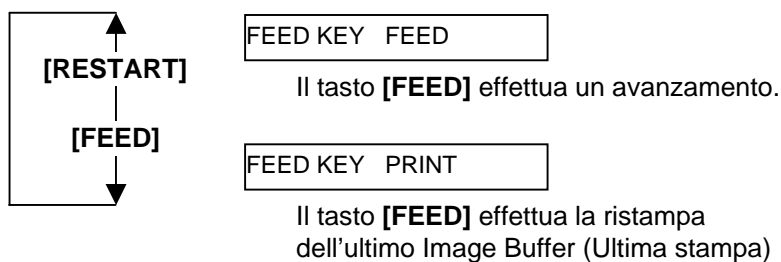 FEED KEY FEED
[RESTART]
Il tasto [FEED] effettua un avanzamento.
[FEED]
FEED KEY PRINT
Il tasto [FEED] effettua la ristampa
dell'ultimo Image Buffer (Ultima stampa)